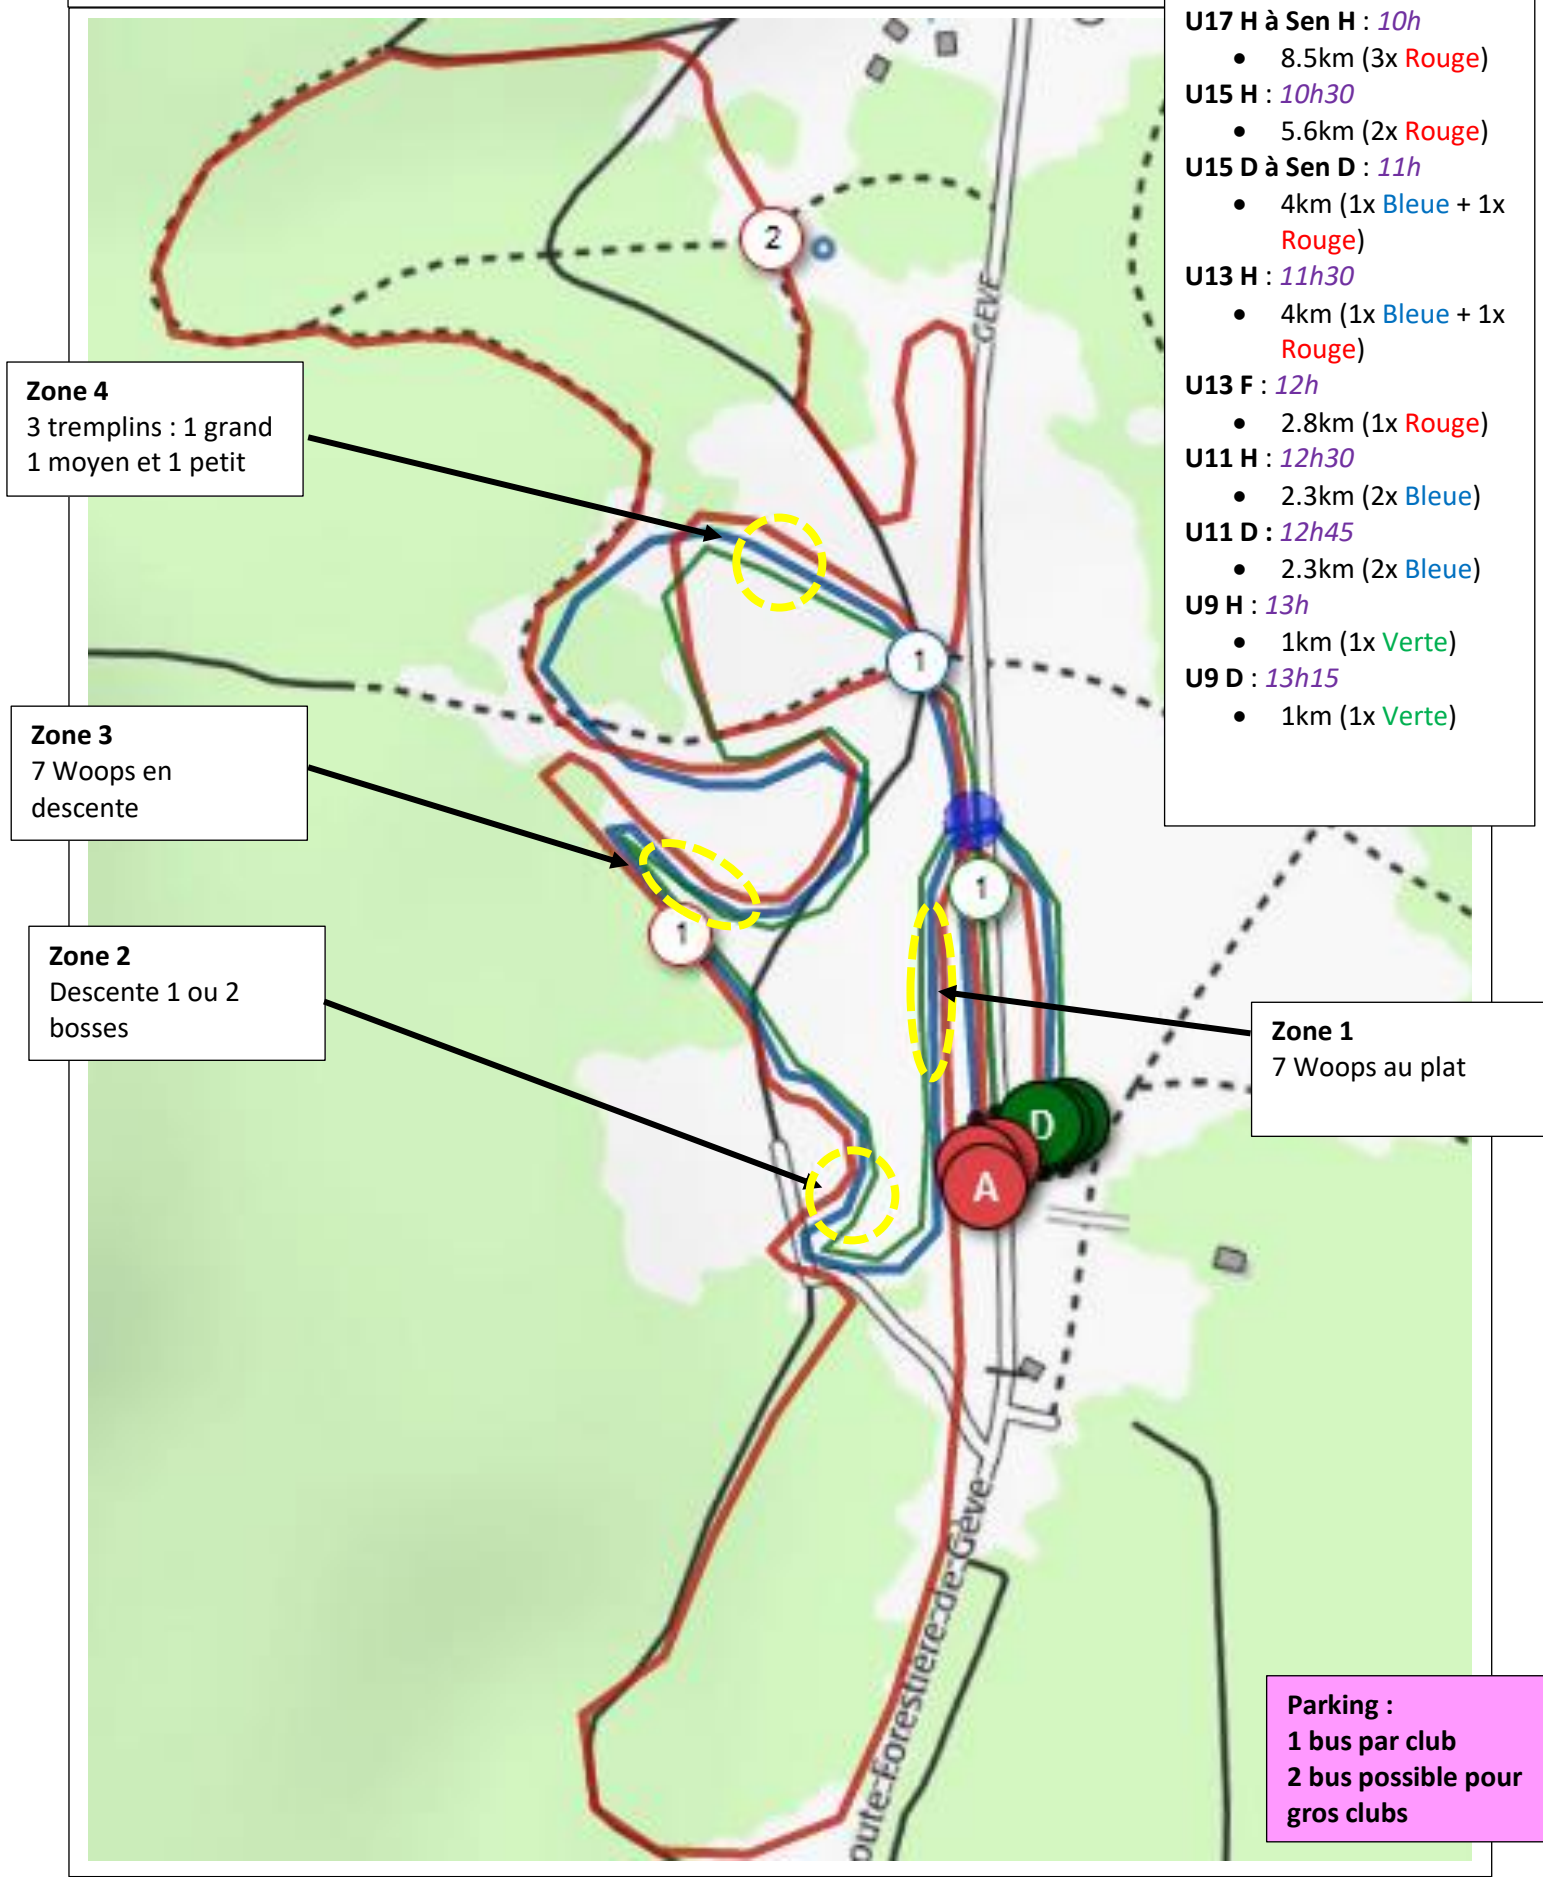 U17 H à Sen H : 10h
• 8.5km (3x Rouge)
U15 H : 10h30
• 5.6km (2x Rouge)
U15 D à Sen D : 11h
• 4km (1x Bleue + 1x
Rouge)
U13 H : 11h30
• 4km (1x Bleue + 1x
Rouge)
U13 F : 12h
• 2.8km (1x Rouge)
U11 H : 12h30
• 2.3km (2x Bleue)
U11 D : 12h45
• 2.3km (2x Bleue)
U9 H : 13h
• 1km (1x Verte)
U9 D : 13h15
• 1km (1x Verte)
2
GEVE
Zone 4
3 tremplins : 1 grand
1 moyen et 1 petit
1
Zone 3
7 Woops en
descente
1
1
Zone 2
Descente 1 ou 2
bosses
Zone 1
7 Woops au plat
D
A
oute Forestière de Gève
Parking :
1 bus par club
2 bus possible pour
gros clubs